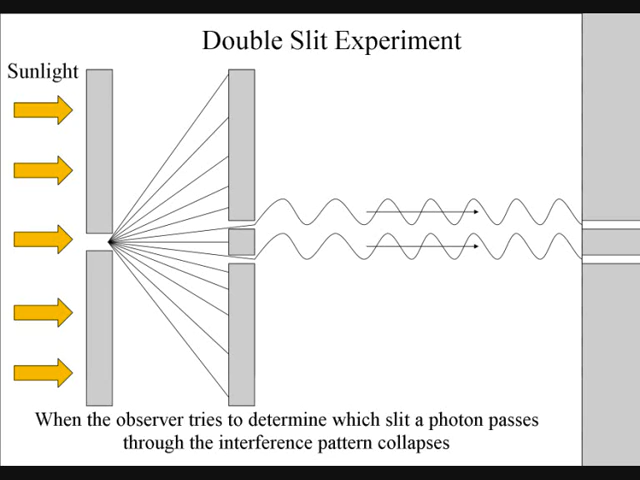 Double Slit Experiment
Sunlight
When the observer tries to determine which slit a photon passes
through the interference pattern collapses